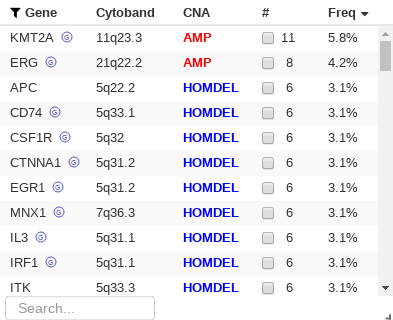 Gene Cytoband CNA # Freq
KMT2A G 11q23.3 AMP 11 5.8%
ERG G 21q22.2 AMP 8 4.2%
APC 5q22.2 HOMDEL 6 3.1%
CD74 G 5q33.1 HOMDEL 6 3.1%
CSF1R G 5q32 HOMDEL 6 3.1%
CTNNA1 G 5q31.2 HOMDEL 6 3.1%
EGR1 G 5q31.2 HOMDEL 6 3.1%
MNX1 G 7q36.3 HOMDEL 6 3.1%
IL3 G 5q31.1 HOMDEL 6 3.1%
IRF1 G 5q31.1 HOMDEL 6 3.1%
ITK 5q33.3 HOMDEL 6 3.1%
Search...